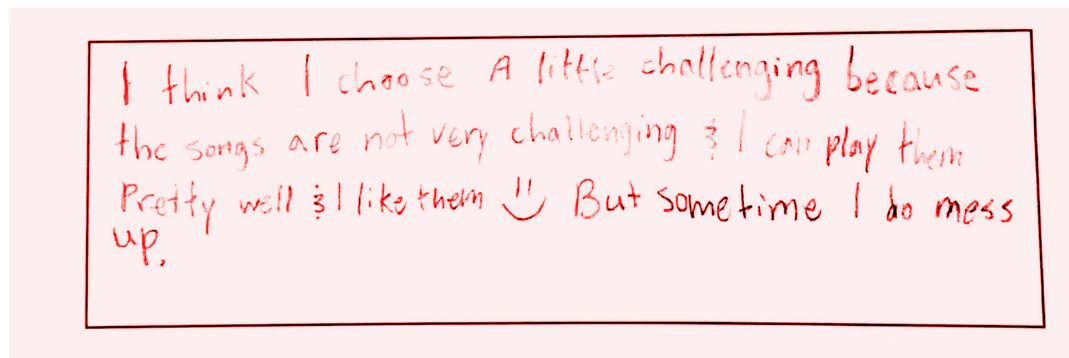 I think I choose A little challenging because
the songs are not very challenging & I can play them
Pretty well & I like them :) But sometime I do mess
up.